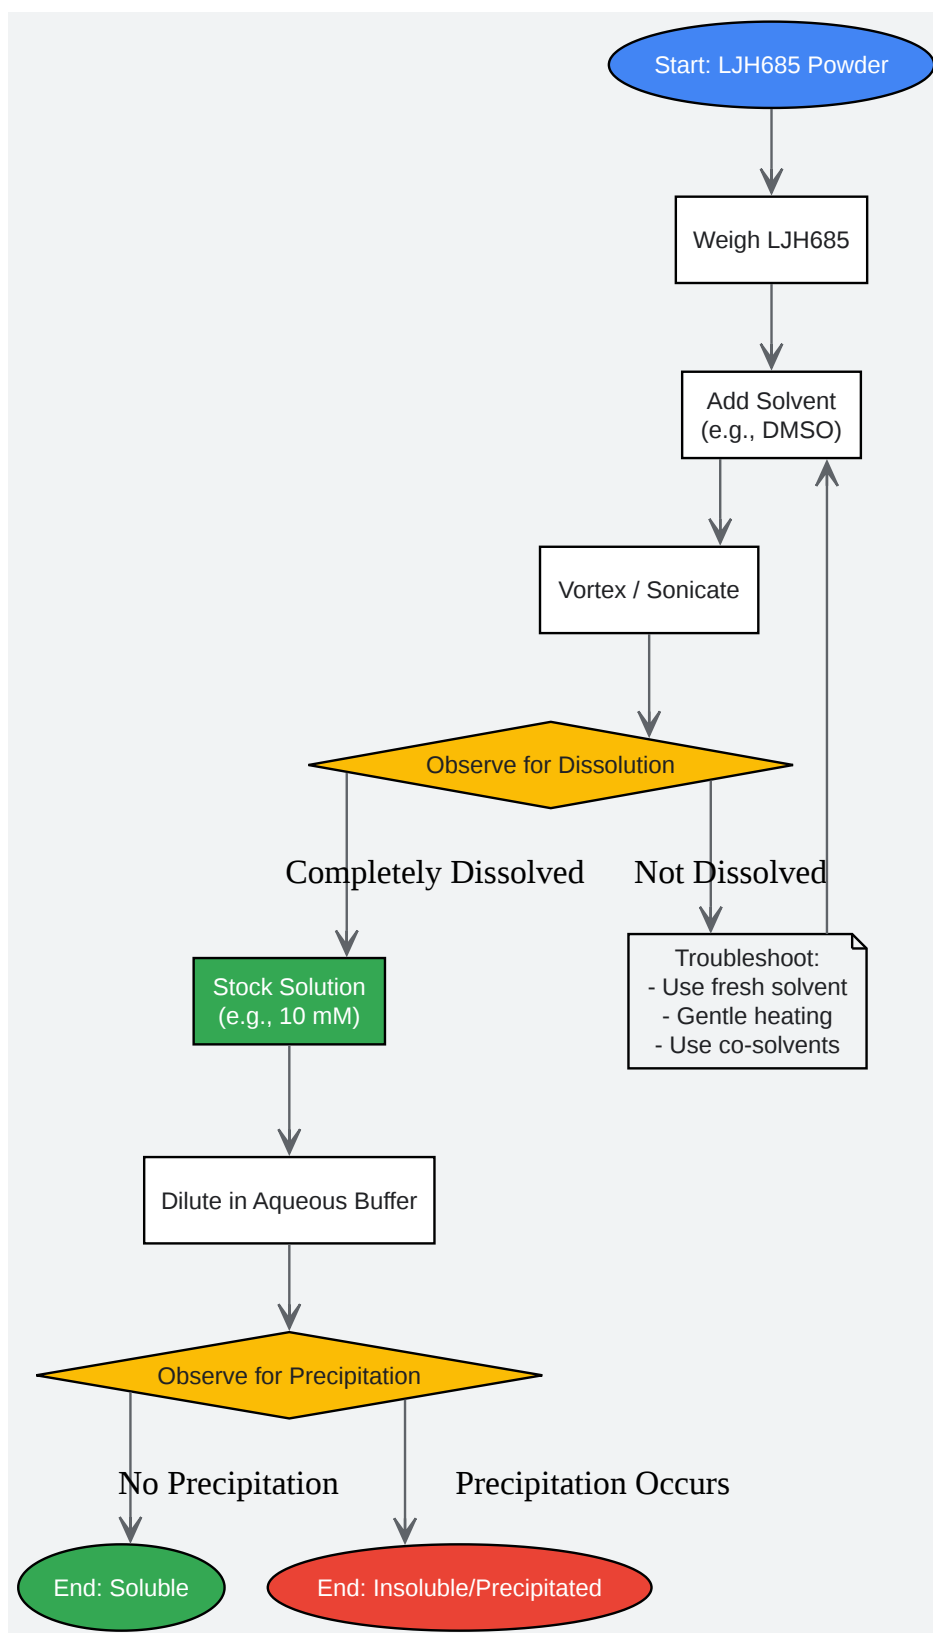 Start: LJH685 Powder
Weigh LJH685
Add Solvent
(e.g., DMSO)
Vortex / Sonicate
Observe for Dissolution
Completely Dissolved
Not Dissolved
Troubleshoot:
- Use fresh solvent
- Gentle heating
- Use co-solvents
Stock Solution
(e.g., 10 mM)
Dilute in Aqueous Buffer
Observe for Precipitation
No Precipitation
Precipitation Occurs
End: Soluble
End: Insoluble/Precipitated